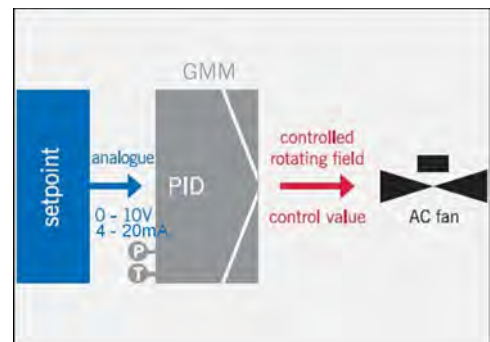 GMM
setpoint
analogue
0 - 10V
4 - 20mA
P
T
PID
controlled
rotating field
control value
AC fan